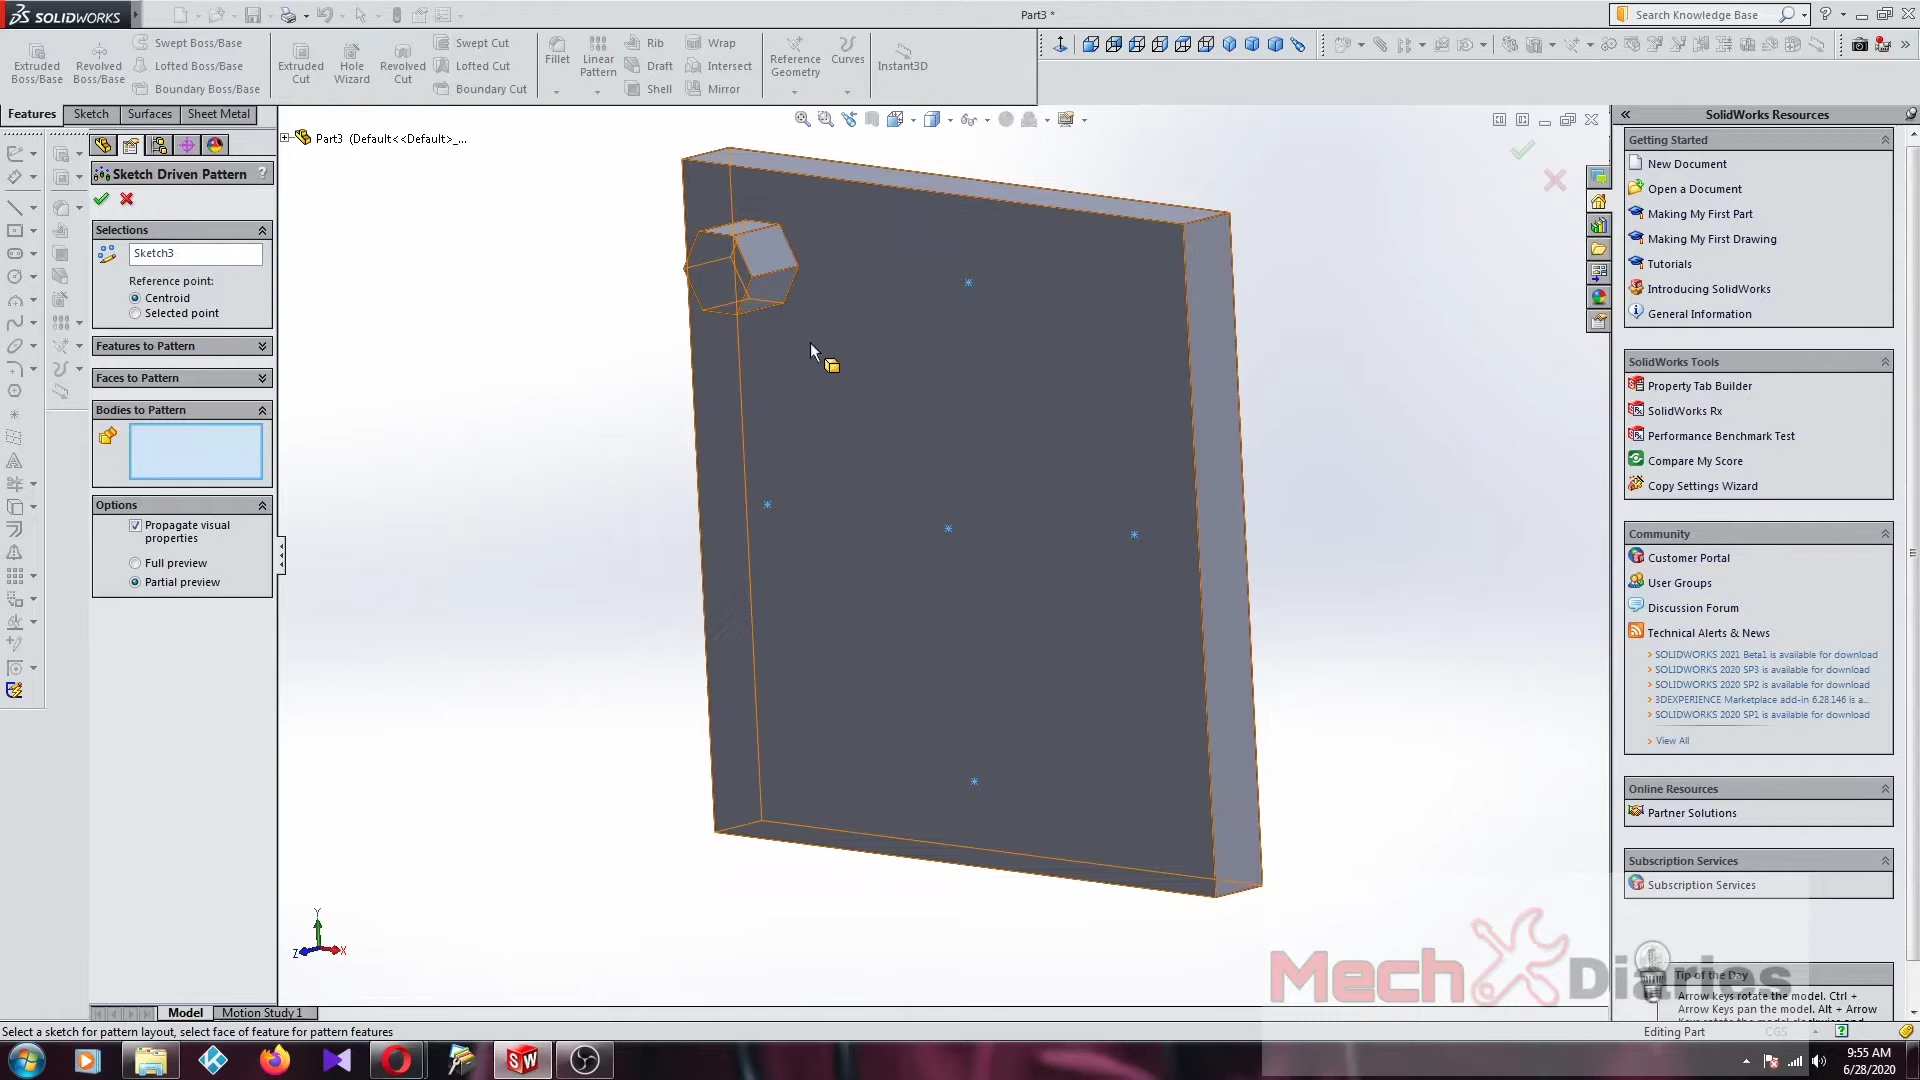 SOLIDWORKS
Part3 *
Search Knowledge Base
Extruded Boss/Base
Revolved Boss/Base
Swept Boss/Base
Lofted Boss/Base
Boundary Boss/Base
Extruded Cut
Hole Wizard
Revolved Cut
Swept Cut
Lofted Cut
Boundary Cut
Fillet
Linear Pattern
Rib
Draft
Shell
Wrap
Intersect
Mirror
Reference Geometry
Curves
Instant3D
Features
Sketch
Surfaces
Sheet Metal
Part3 (Default<<Default>_...
Sketch Driven Pattern
?
Selections
Sketch3
Reference point:
Centroid
Selected point
Features to Pattern
Faces to Pattern
Bodies to Pattern
Options
Propagate visual
properties
Full preview
Partial preview
Y
Z
X
SolidWorks Resources
Getting Started
New Document
Open a Document
Making My First Part
Making My First Drawing
Tutorials
Introducing SolidWorks
General Information
SolidWorks Tools
Property Tab Builder
SolidWorks Rx
Performance Benchmark Test
Compare My Score
Copy Settings Wizard
Community
Customer Portal
User Groups
Discussion Forum
Technical Alerts & News
SOLIDWORKS 2021 Beta1 is available for download
SOLIDWORKS 2020 SP3 is available for download
SOLIDWORKS 2020 SP2 is available for download
3DEXPERIENCE Marketplace add-in 6.28.146 is a...
SOLIDWORKS 2020 SP1 is available for download
View All
Online Resources
Partner Solutions
Subscription Services
Subscription Services
Mech Diaries
Tip of the Day
Arrow Keys rotate the model. Ctrl +
Arrow Keys pan the model. Alt + Arrow
Model
Motion Study 1
Select a sketch for pattern layout, select face of feature for pattern features
Editing Part
CGS
SW
9:55 AM
6/28/2020